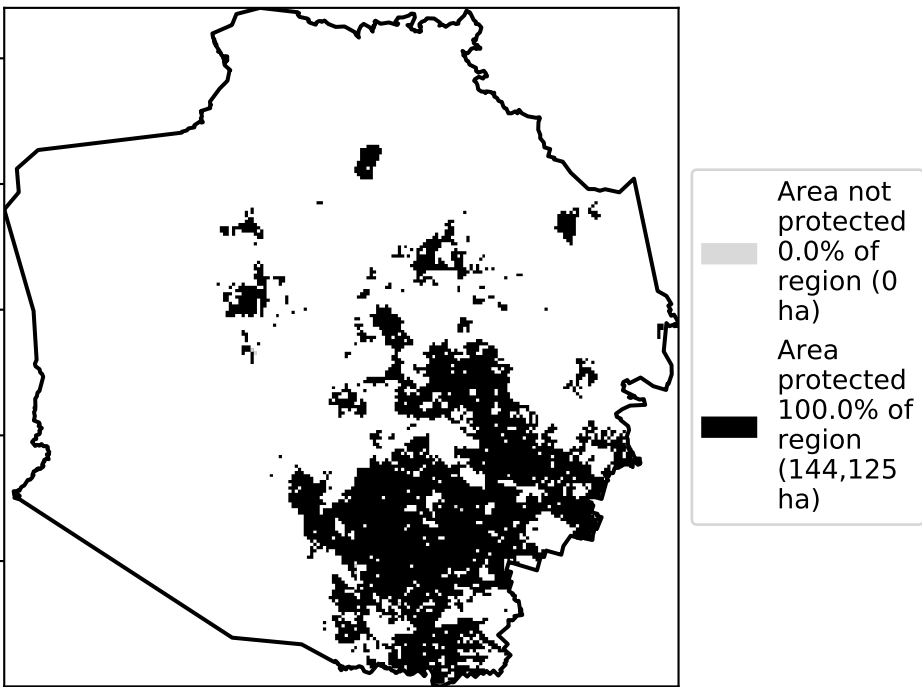 Area not
protected
0.0% of
region (0
ha)
Area
protected
100.0% of
region
(144,125
ha)